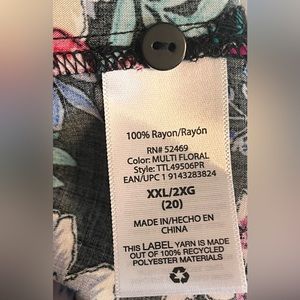 100% Rayon/Rayón
RN# 52469
Color: MULTI FLORAL
Style: TTL49506PR
EAN/UPC 1 9143283824
XXL/2XG
(20)
MADE IN/HECHO EN
CHINA
THIS LABEL YARN IS MADE
OUT OF 100% RECYCLED
POLYESTER MATERIALS